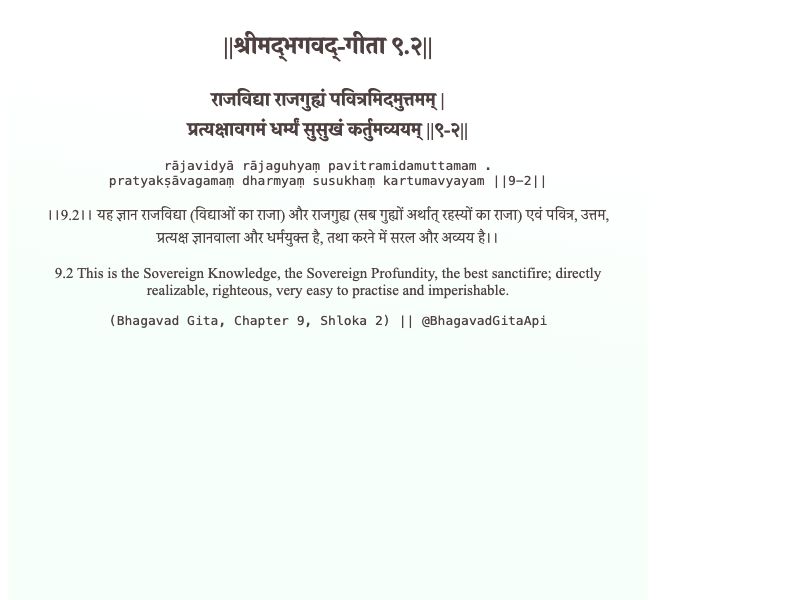 ||श्रीमद्‍भगवद्‍-गीता ९.२||
राजविद्या राजगुह्यं पवित्रमिदमुत्तमम् |
प्रत्यक्षावगमं धर्म्यं सुसुखं कर्तुमव्ययम् ||९-२||
rājavidyā rājaguhyaṃ pavitramidamuttamam .
pratyakṣāvagamaṃ dharmyaṃ susukhaṃ kartumavyayam ||9-2||
।।9.2।। यह ज्ञान राजविद्या (विद्याओं का राजा) और राजगुह्य (सब गुह्यों अर्थात् रहस्यों का राजा) एवं पवित्र, उत्तम,
प्रत्यक्ष ज्ञानवाला और धर्मयुक्त है, तथा करने में सरल और अव्यय है।।
9.2 This is the Sovereign Knowledge, the Sovereign Profundity, the best sanctifire; directly
realizable, righteous, very easy to practise and imperishable.
(Bhagavad Gita, Chapter 9, Shloka 2) || @BhagavadGitaApi